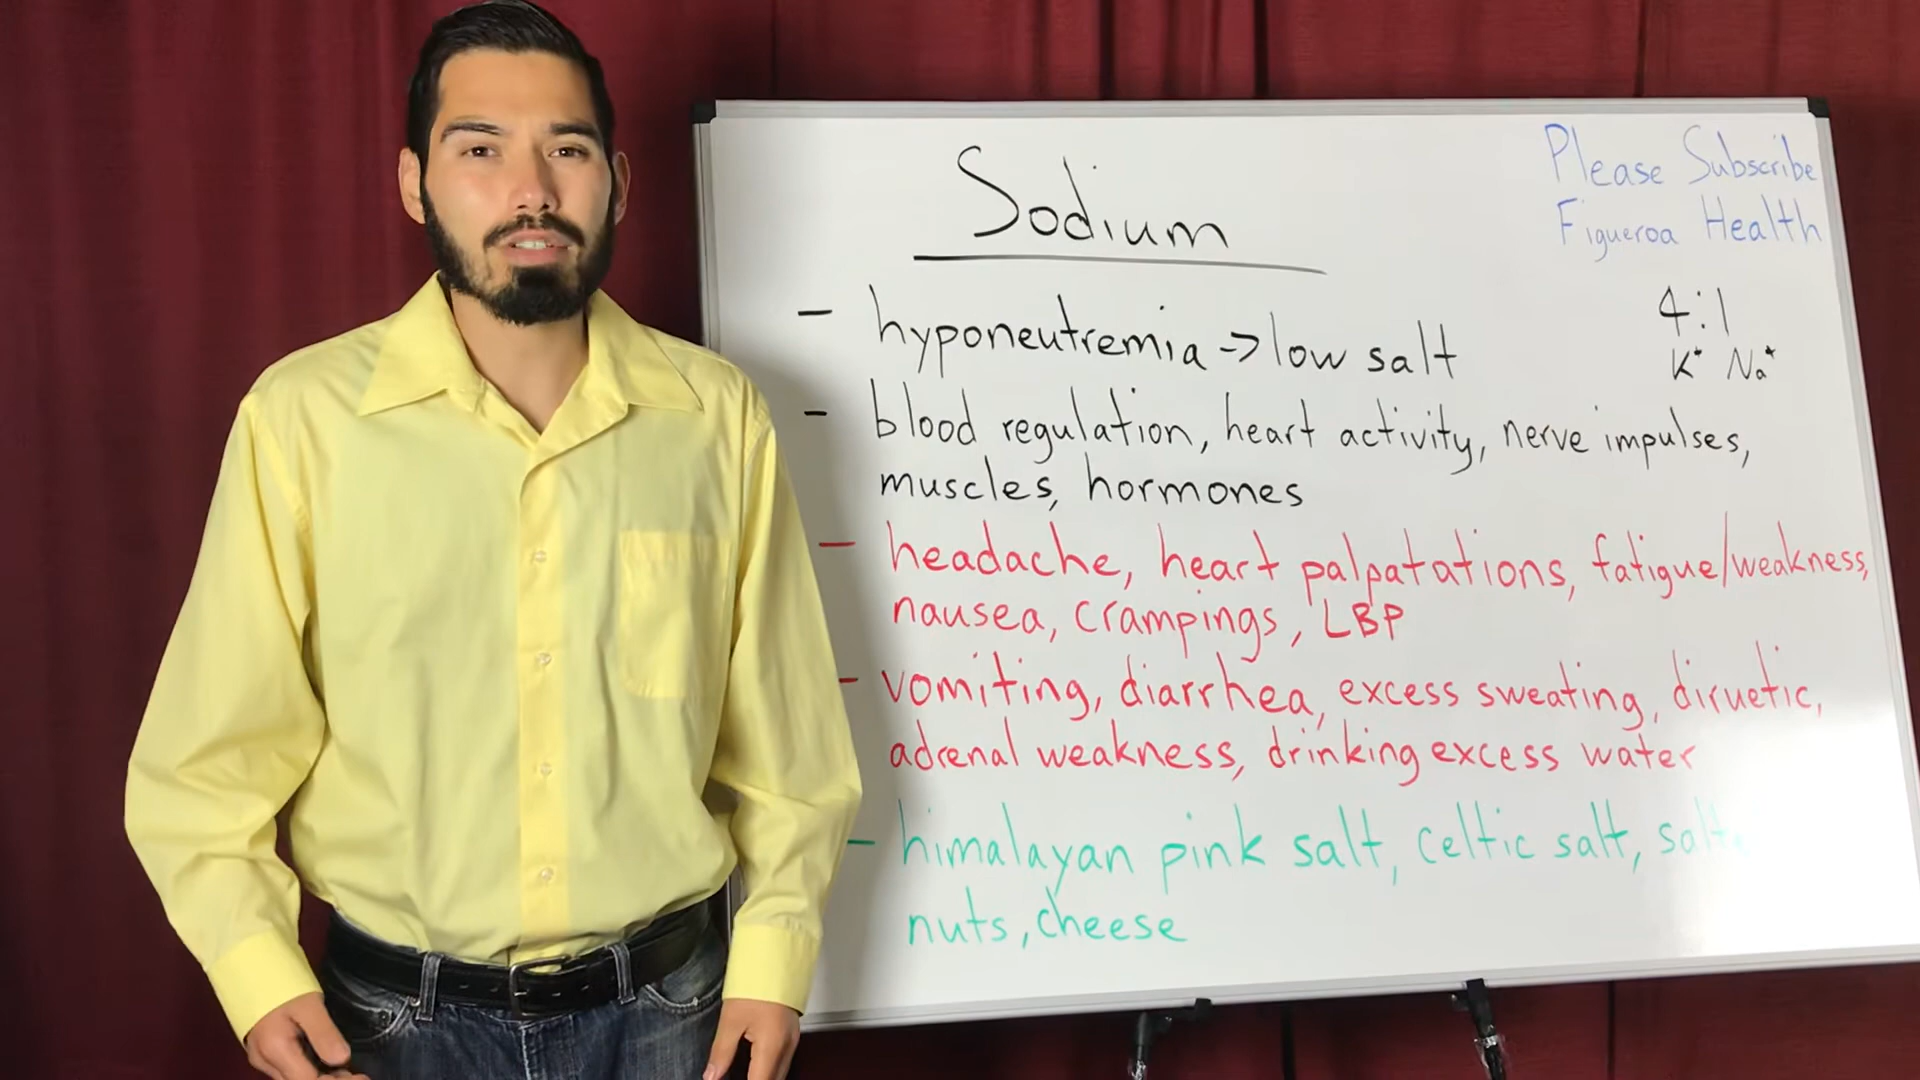 Sodium
Please Subscribe
Figueroa Health
4:1
K⁺ Na⁺
- hyponeutremia -> low salt
- blood regulation, heart activity, nerve impulses,
muscles, hormones
- headache, heart palpatations, fatigue/weakness,
nausea, crampings, LBP
- vomiting, diarrhea, excess sweating, diruetic,
adrenal weakness, drinking excess water
- himalayan pink salt, celtic salt,
nuts, cheese